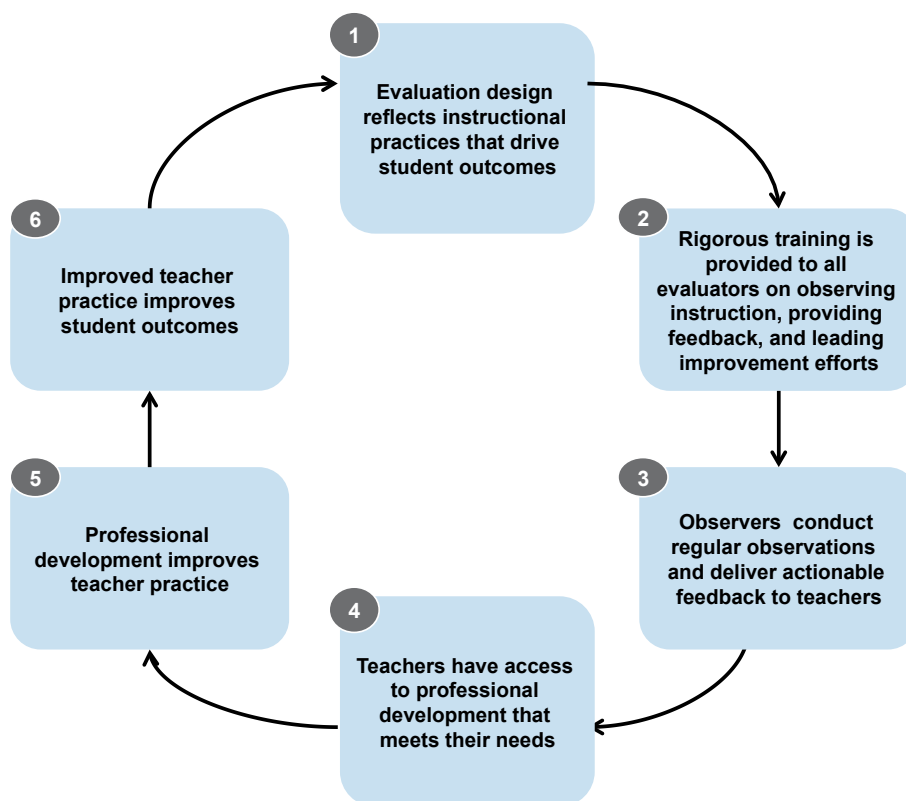 1
Evaluation design
reflects instructional
practices that drive
student outcomes
2
Rigorous training is
provided to all
evaluators on observing
instruction, providing
feedback, and leading
improvement efforts
3
Observers conduct
regular observations
and deliver actionable
feedback to teachers
4
Teachers have access
to professional
development that
meets their needs
5
Professional
development improves
teacher practice
6
Improved teacher
practice improves
student outcomes